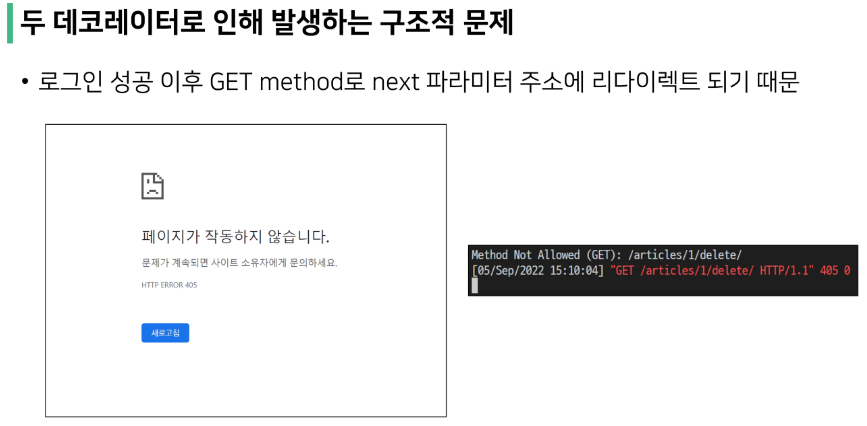 두 데코레이터로 인해 발생하는 구조적 문제
• 로그인 성공 이후 GET method로 next 파라미터 주소에 리다이렉트 되기 때문
페이지가 작동하지 않습니다.
문제가 계속되면 사이트 소유자에게 문의하세요.
HTTP ERROR 405
새로고침
Method Not Allowed (GET): /articles/1/delete/
[05/Sep/2022 15:10:04] "GET /articles/1/delete/ HTTP/1.1" 405 0